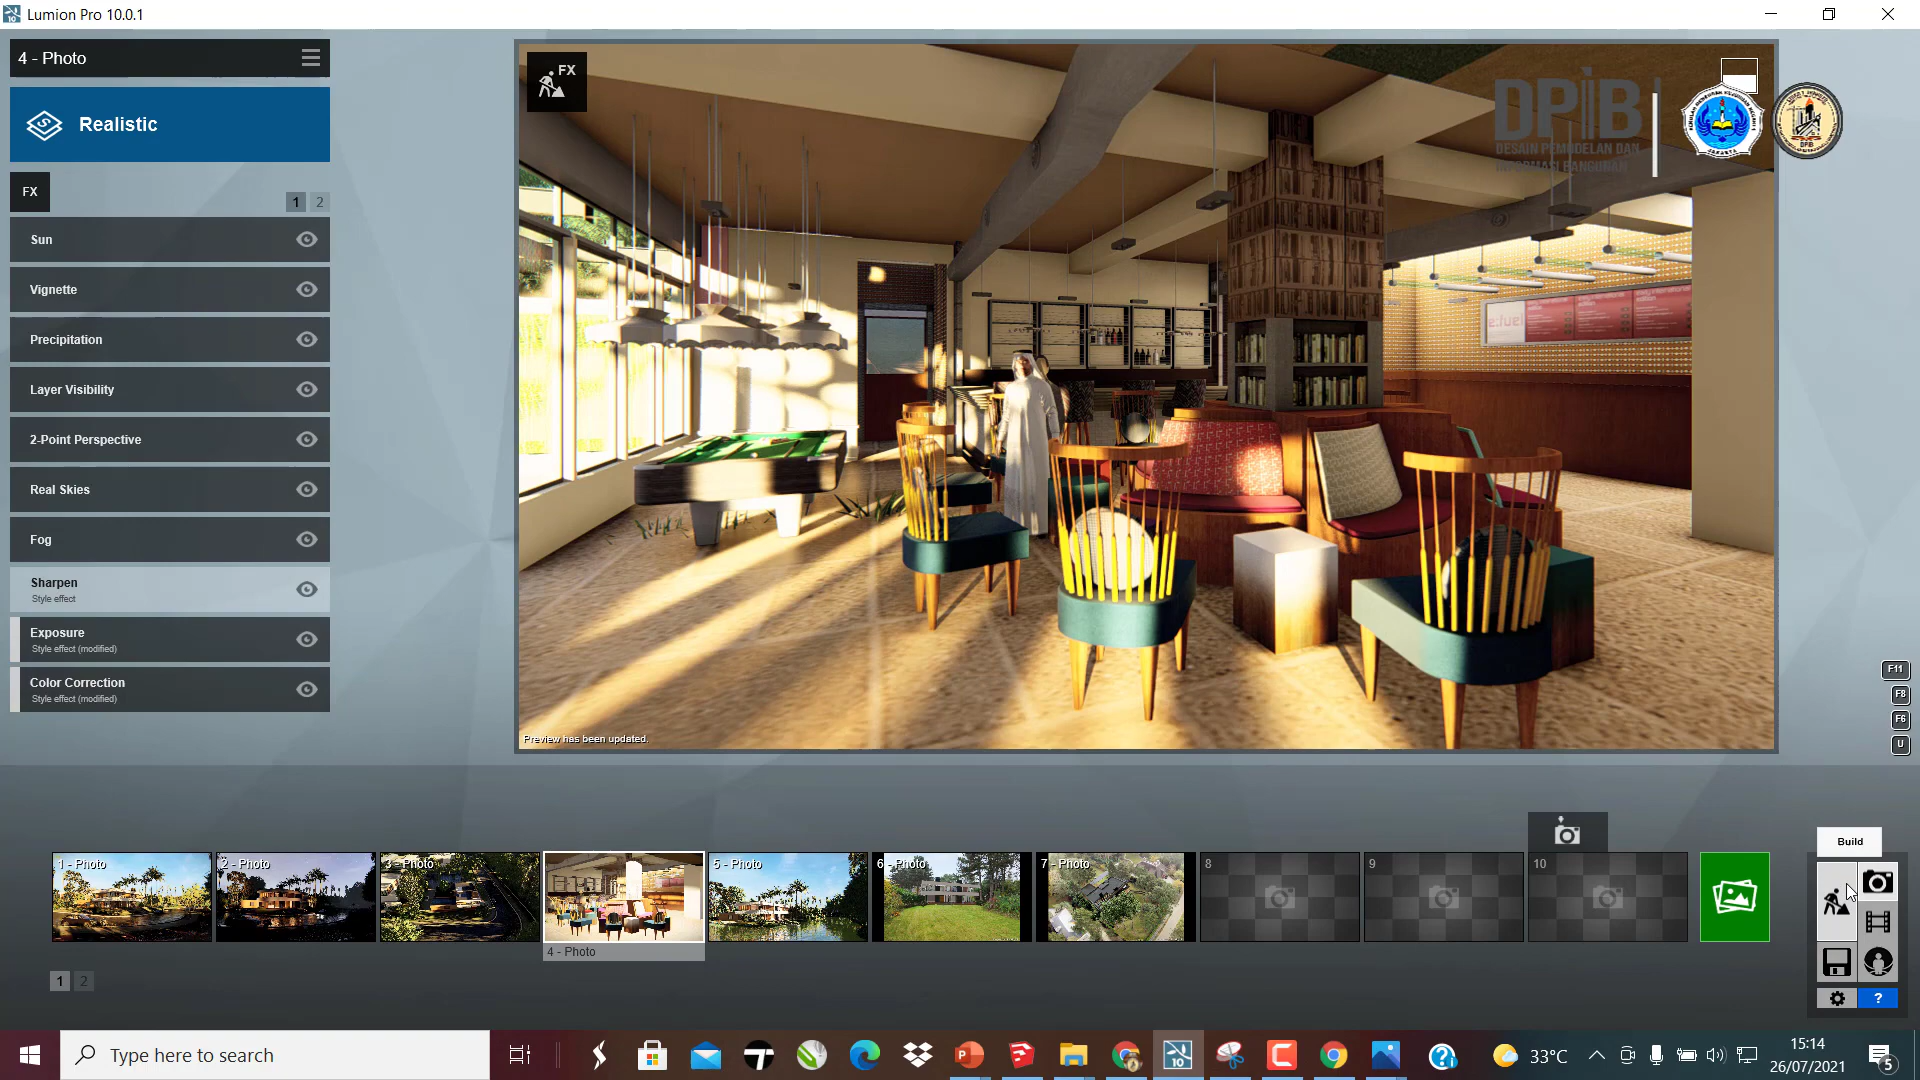 Lumion Pro 10.0.1
4 - Photo
Realistic
FX
1 2
Sun
Vignette
Precipitation
Layer Visibility
2-Point Perspective
Real Skies
Fog
Sharpen
Style effect
Exposure
Style effect (modified)
Color Correction
Style effect (modified)
FX
DPiB
DESAIN PEMODELAN DAN
INFORMASI BANGUNAN
JAKARTA
DPIB
e:fuel
Preview has been updated.
F11
F8
F6
U
Build
1 - Photo
2 - Photo
3 - Photo
4 - Photo
5 - Photo
6 - Photo
7 - Photo
8
9
10
1 2
?
Type here to search
10
33°C
15:14
26/07/2021
5